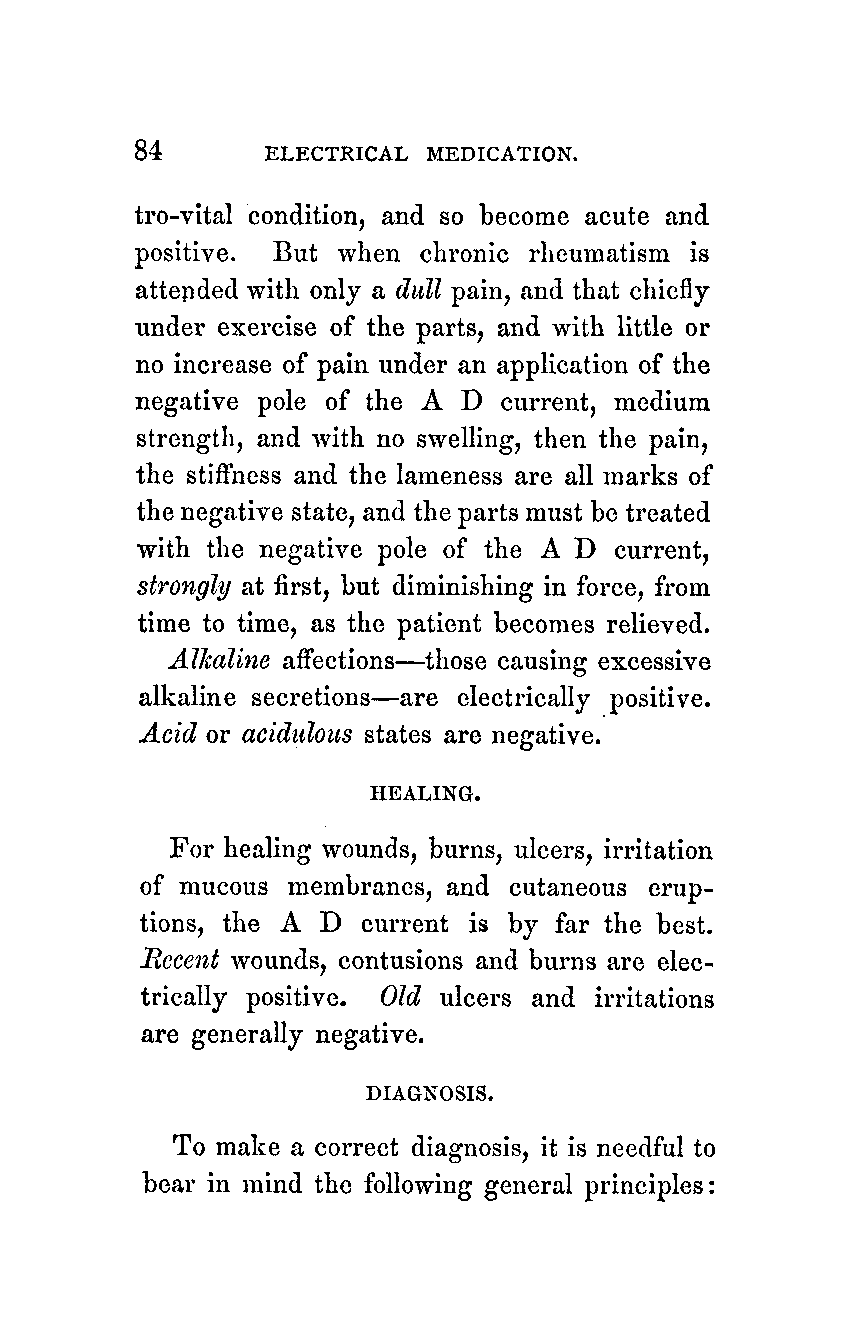 84 ELECTRICAL MEDICATION.
tro-vital condition, and so become acute and
positive. But when chronic rheumatism is
attended with only a dull pain, and that chiefly
under exercise of the parts, and with little or
no increase of pain under an application of the
negative pole of the A D current, medium
strength, and with no swelling, then the pain,
the stiffness and the lameness are all marks of
the negative state, and the parts must be treated
with the negative pole of the A D current,
strongly at first, but diminishing in force, from
time to time, as the patient becomes relieved.
Alkaline affections—those causing excessive
alkaline secretions—are electrically positive.
Acid or acidulous states are negative.
HEALING.
For healing wounds, burns, ulcers, irritation
of mucous membranes, and cutaneous erup-
tions, the A D current is by far the best.
Recent wounds, contusions and burns are elec-
trically positive. Old ulcers and irritations
are generally negative.
DIAGNOSIS.
To make a correct diagnosis, it is needful to
bear in mind the following general principles: